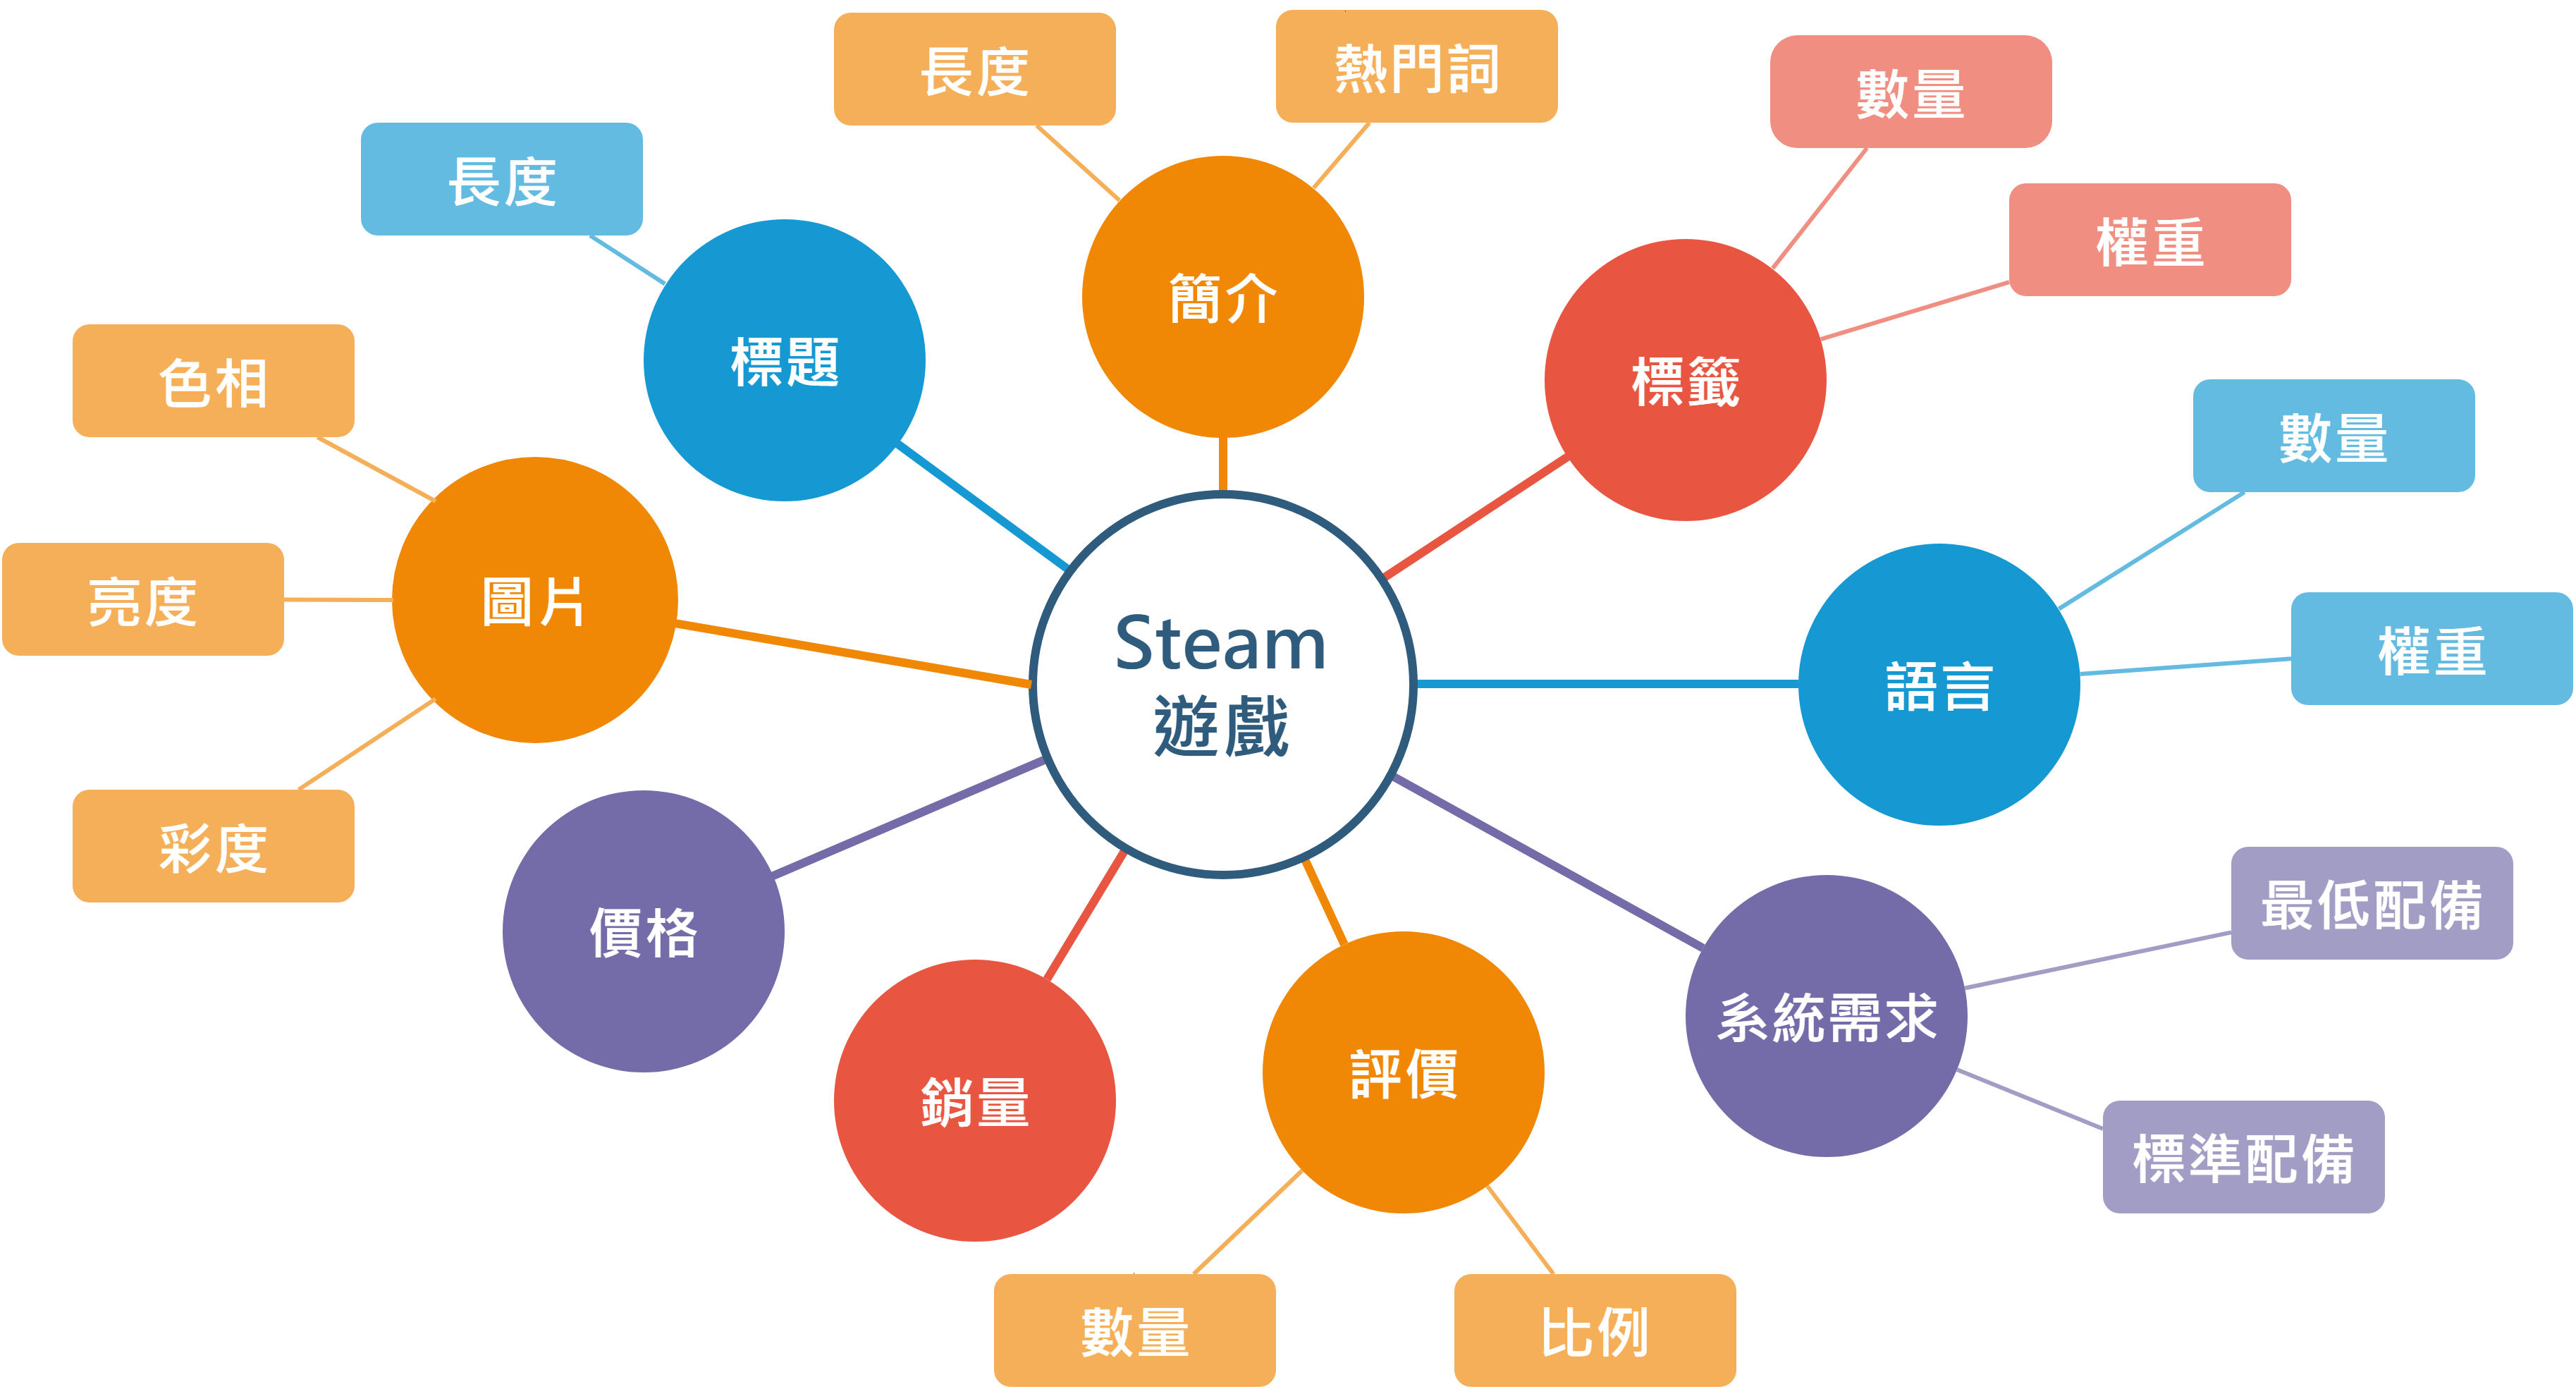 長度
熱門詞
數量
長度
權重
簡介
標題
標籤
色相
數量
圖片
亮度
Steam
遊戲
語言
權重
彩度
價格
最低配備
系統需求
銷量
評價
標準配備
數量
比例